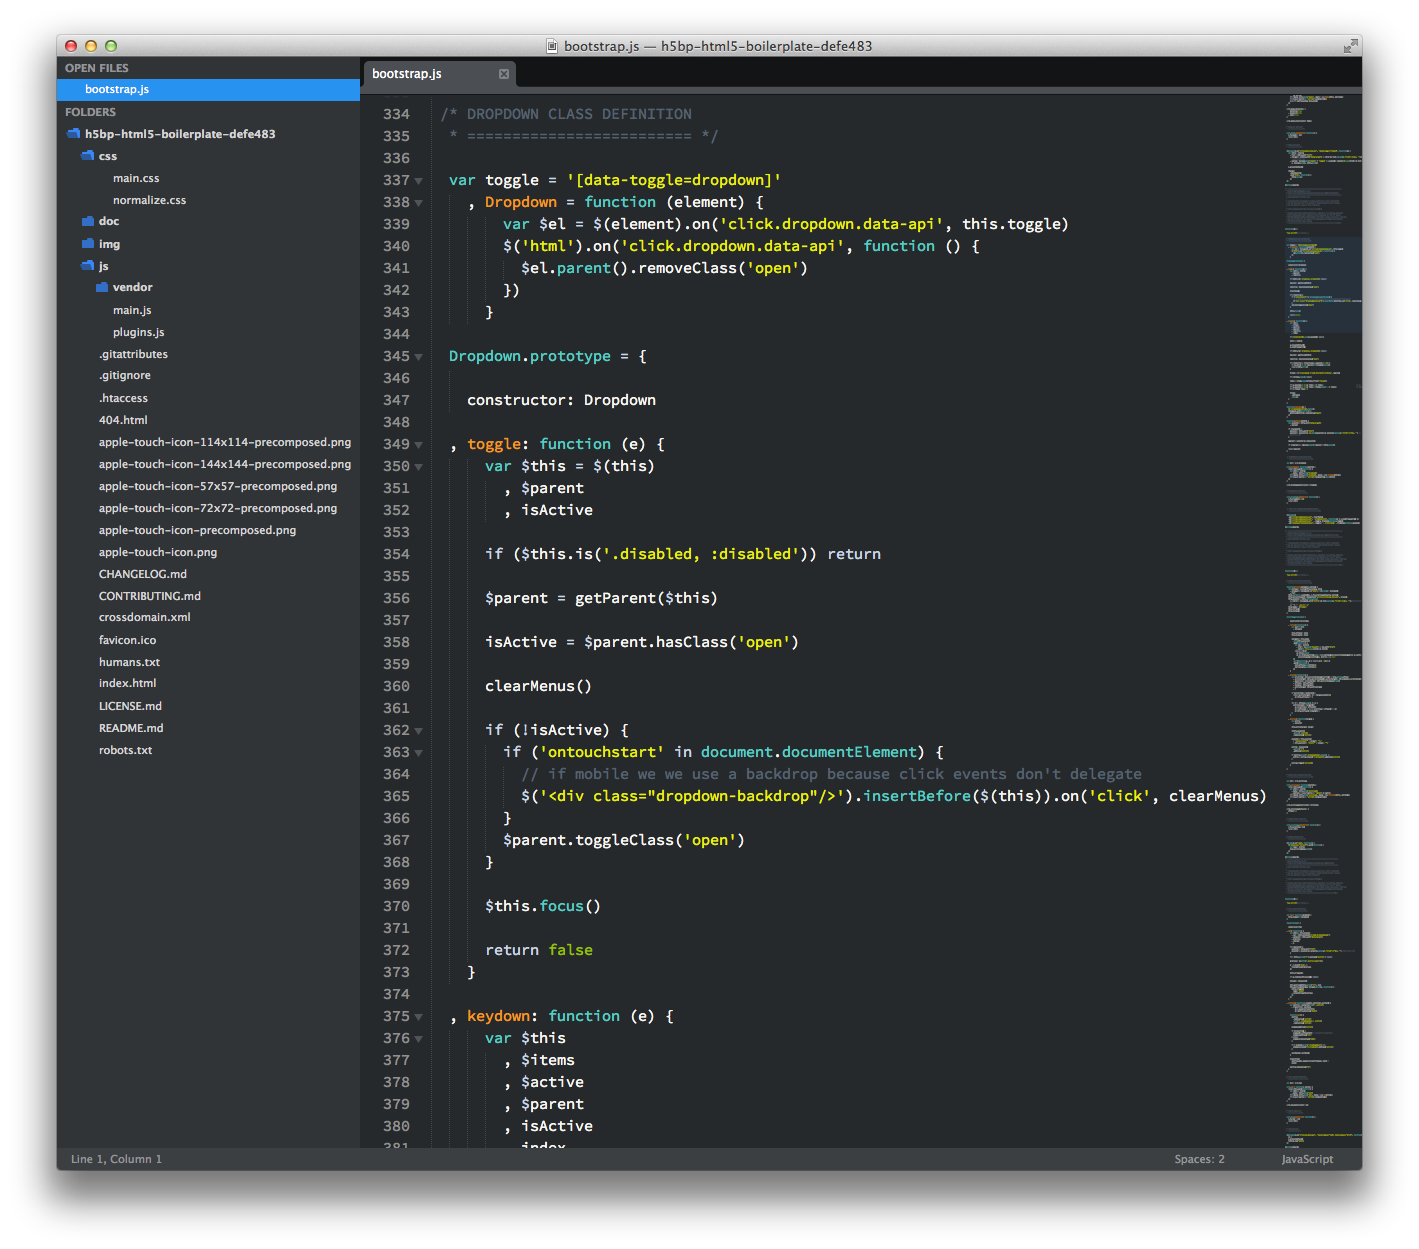 bootstrap.js — h5bp-html5-boilerplate-defe483
OPEN FILES
bootstrap.js
FOLDERS
h5bp-html5-boilerplate-defe483
css
main.css
normalize.css
doc
img
js
vendor
main.js
plugins.js
.gitattributes
.gitignore
.htaccess
404.html
apple-touch-icon-114x114-precomposed.png
apple-touch-icon-144x144-precomposed.png
apple-touch-icon-57x57-precomposed.png
apple-touch-icon-72x72-precomposed.png
apple-touch-icon-precomposed.png
apple-touch-icon.png
CHANGELOG.md
CONTRIBUTING.md
crossdomain.xml
favicon.ico
humans.txt
index.html
LICENSE.md
README.md
robots.txt
bootstrap.js
334 /* DROPDOWN CLASS DEFINITION
335 * ========================= */
336
337 var toggle = '[data-toggle=dropdown]'
338 , Dropdown = function (element) {
339 var $el = $(element).on('click.dropdown.data-api', this.toggle)
340 $('html').on('click.dropdown.data-api', function () {
341 $el.parent().removeClass('open')
342 })
343 }
344
345 Dropdown.prototype = {
346
347 constructor: Dropdown
348
349 , toggle: function (e) {
350 var $this = $(this)
351 , $parent
352 , isActive
353
354 if ($this.is('.disabled, :disabled')) return
355
356 $parent = getParent($this)
357
358 isActive = $parent.hasClass('open')
359
360 clearMenus()
361
362 if (!isActive) {
363 if ('ontouchstart' in document.documentElement) {
364 // if mobile we we use a backdrop because click events don't delegate
365 $('<div class="dropdown-backdrop"/>').insertBefore($(this)).on('click', clearMenus)
366 }
367 $parent.toggleClass('open')
368 }
369
370 $this.focus()
371
372 return false
373 }
374
375 , keydown: function (e) {
376 var $this
377 , $items
378 , $active
379 , $parent
380 , isActive
381 , index
Line 1, Column 1
Spaces: 2
JavaScript